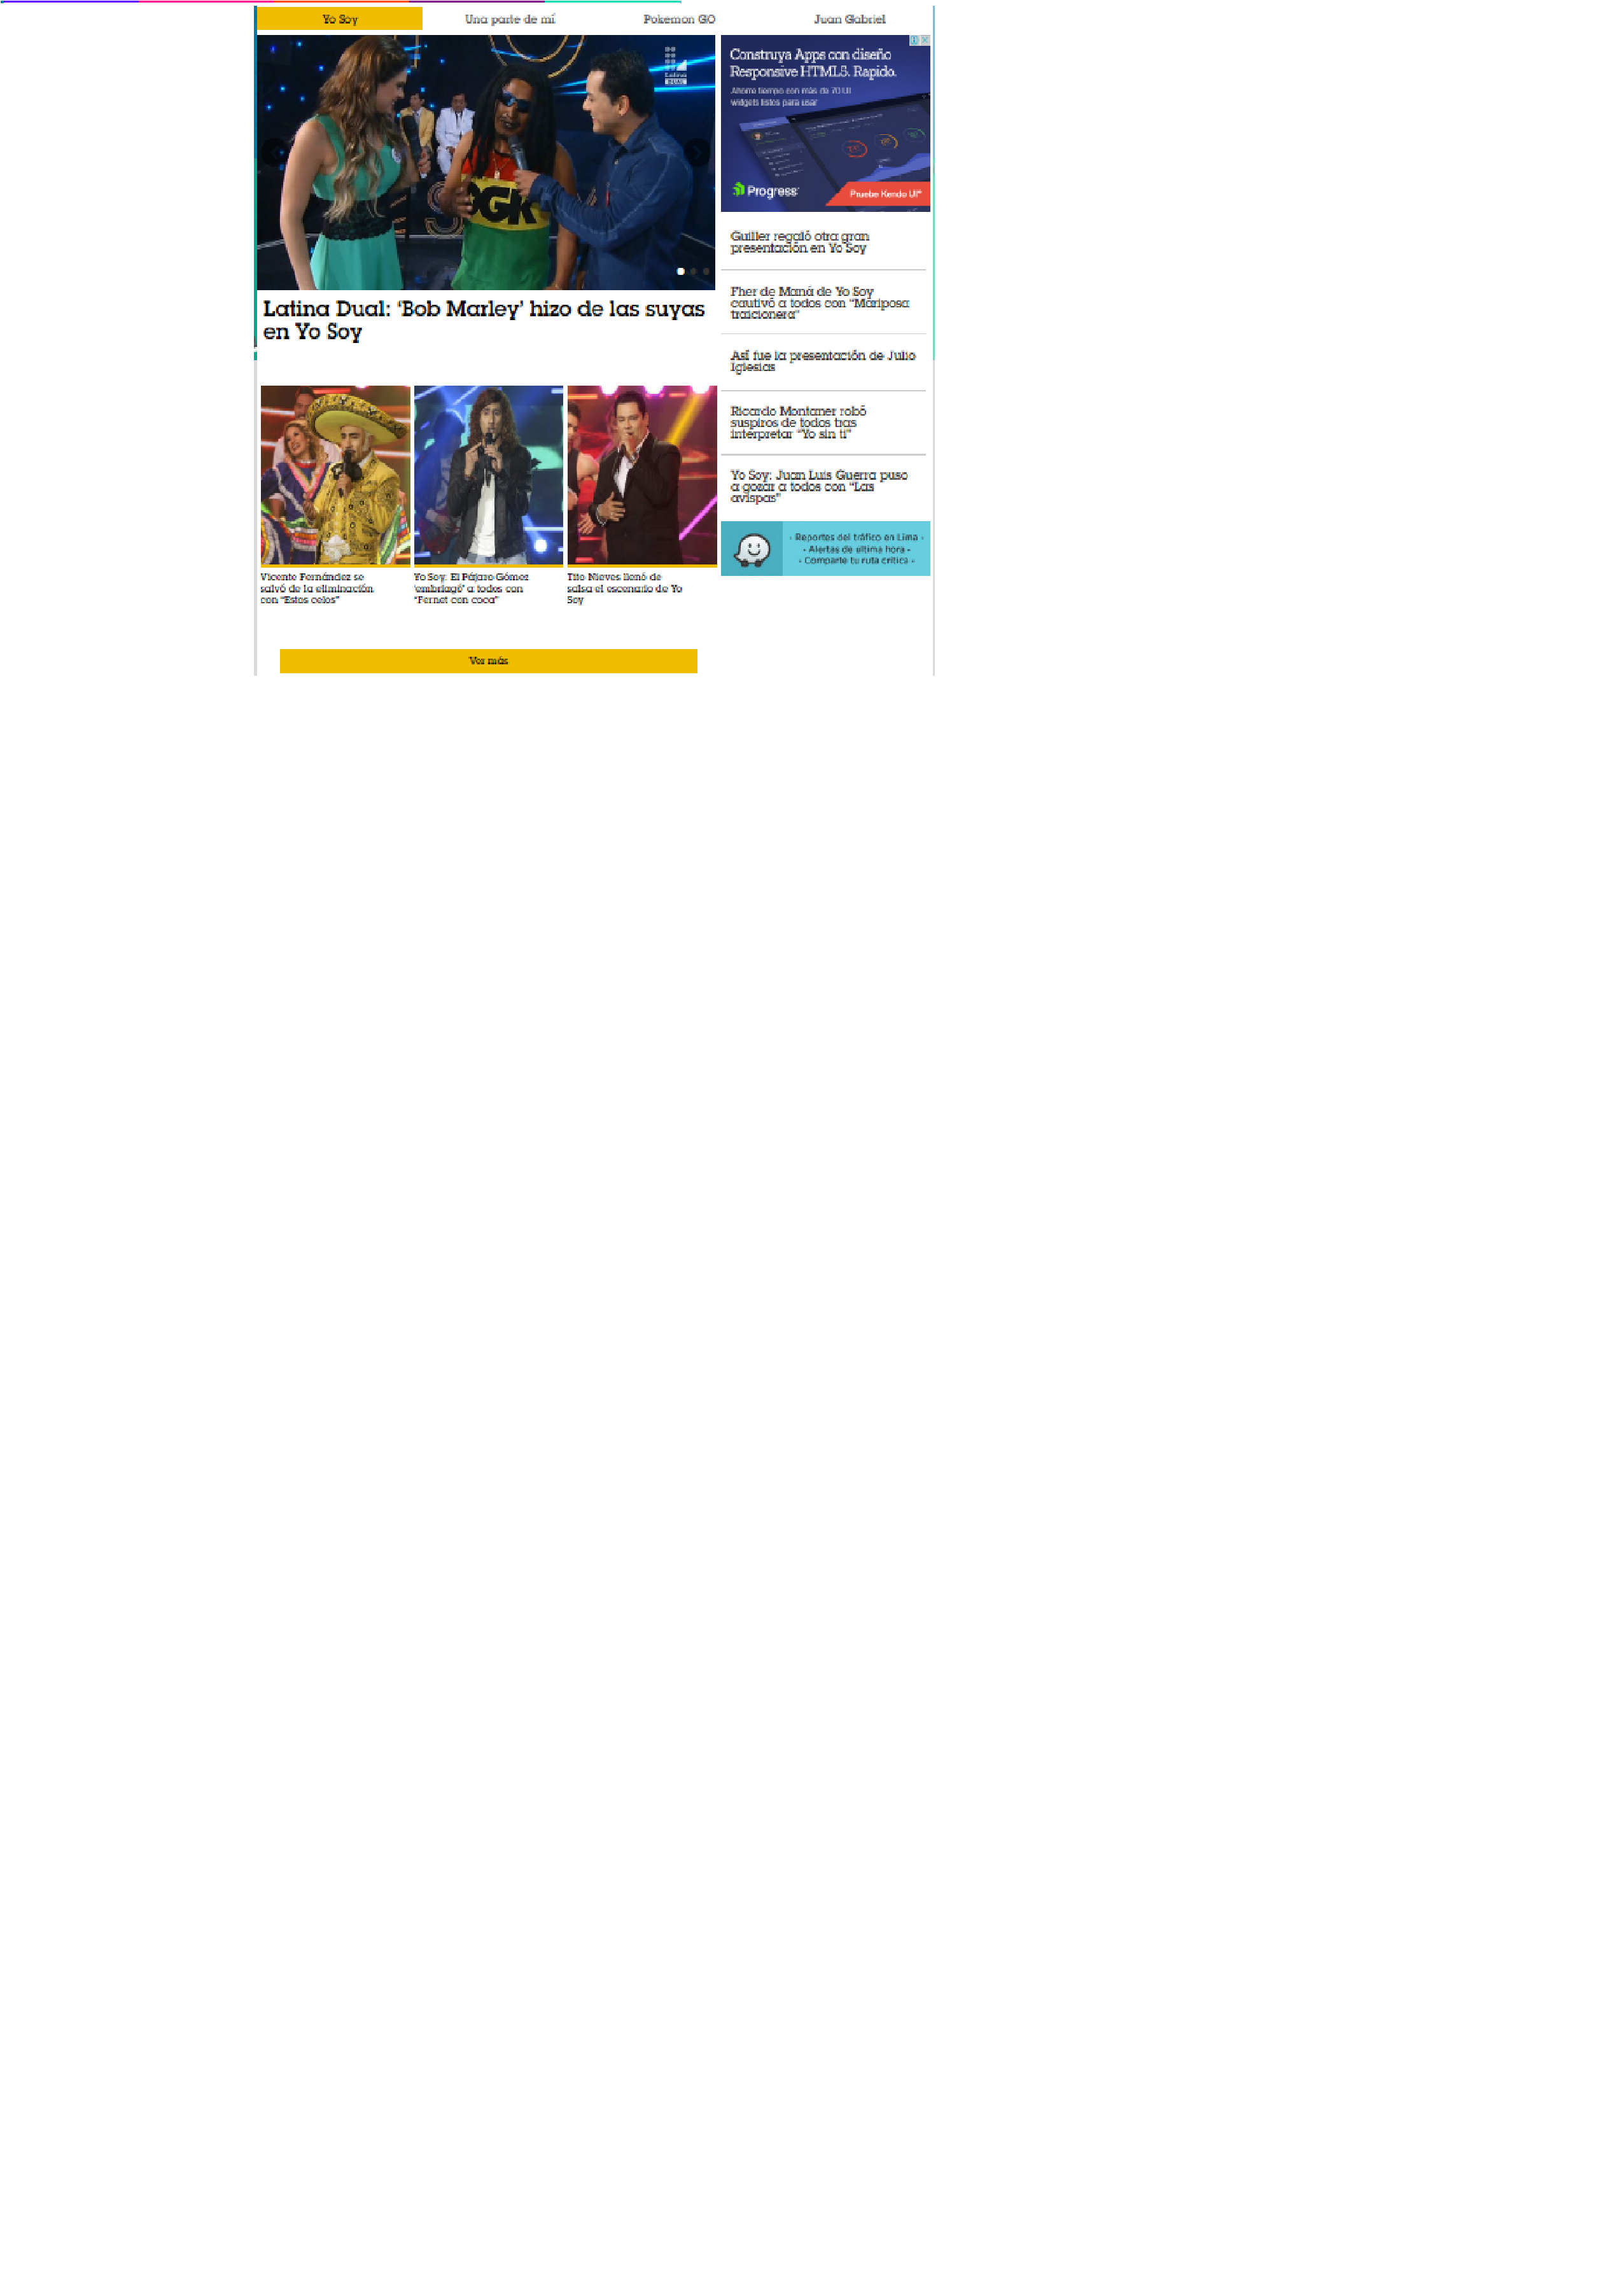 Yo Soy
Una parte de mí
Pokemon GO
Juan Gabriel
Latina
DUAL
OGK
Latina Dual: ‘Bob Marley’ hizo de las suyas
en Yo Soy
Vicente Fernández se
salvó de la eliminación
con “Estos celos”
Yo Soy: El Pájaro Gómez
‘embriagó’ a todos con
“Fernet con coca”
Tito Nieves llenó de
salsa el escenario de Yo
Soy
Ver más
Construya Apps con diseño
Responsive HTML5. Rapido.
Ahorre tiempo con más de 70 UI
widgets listos para usar
Progress
Pruebe Kendo UI®
Guiller regaló otra gran
presentación en Yo Soy
Fher de Maná de Yo Soy
cautivó a todos con “Mariposa
traicionera”
Así fue la presentación de Julio
Iglesias
Ricardo Montaner robó
suspiros de todos tras
interpretar “Yo sin ti”
Yo Soy: Juan Luis Guerra puso
a gozar a todos con “Las
avispas”
- Reportes del tráfico en Lima -
- Alertas de ultima hora -
- Comparte tu ruta critica -